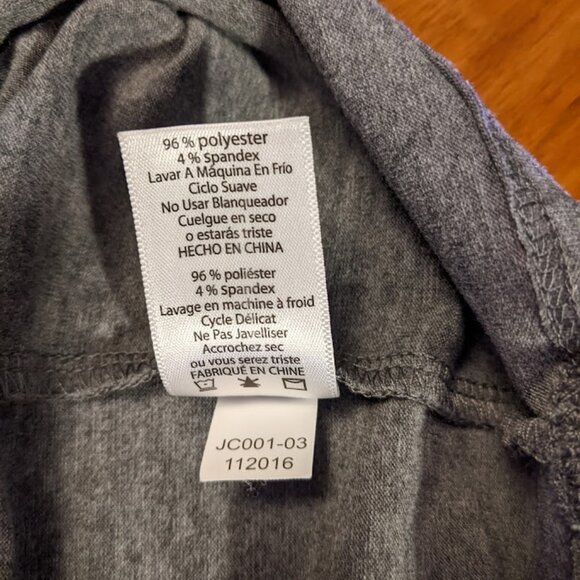 96 % polyester
4 % Spandex
Lavar A Máquina En Frío
Ciclo Suave
No Usar Blanqueador
Cuelgue en seco
o estarás triste
HECHO EN CHINA
96 % poliéster
4 % Spandex
Lavage en machine à froid
Cycle Délicat
Ne Pas Javelliser
Accrochez sec
ou vous serez triste
FABRIQUÉ EN CHINE
JC001-03
112016